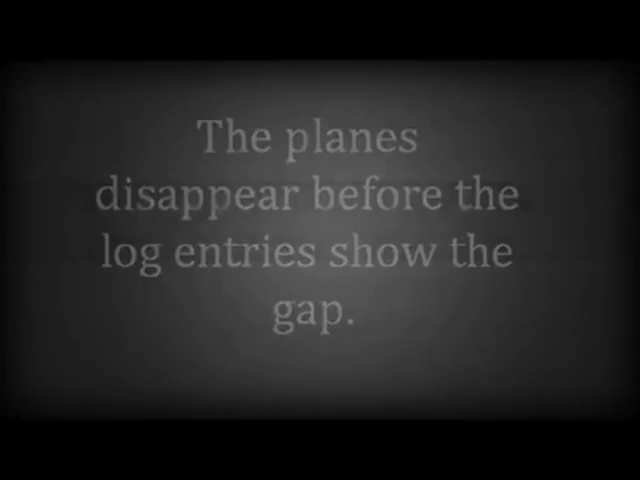 The planes
disappear before the
log entries show the
gap.